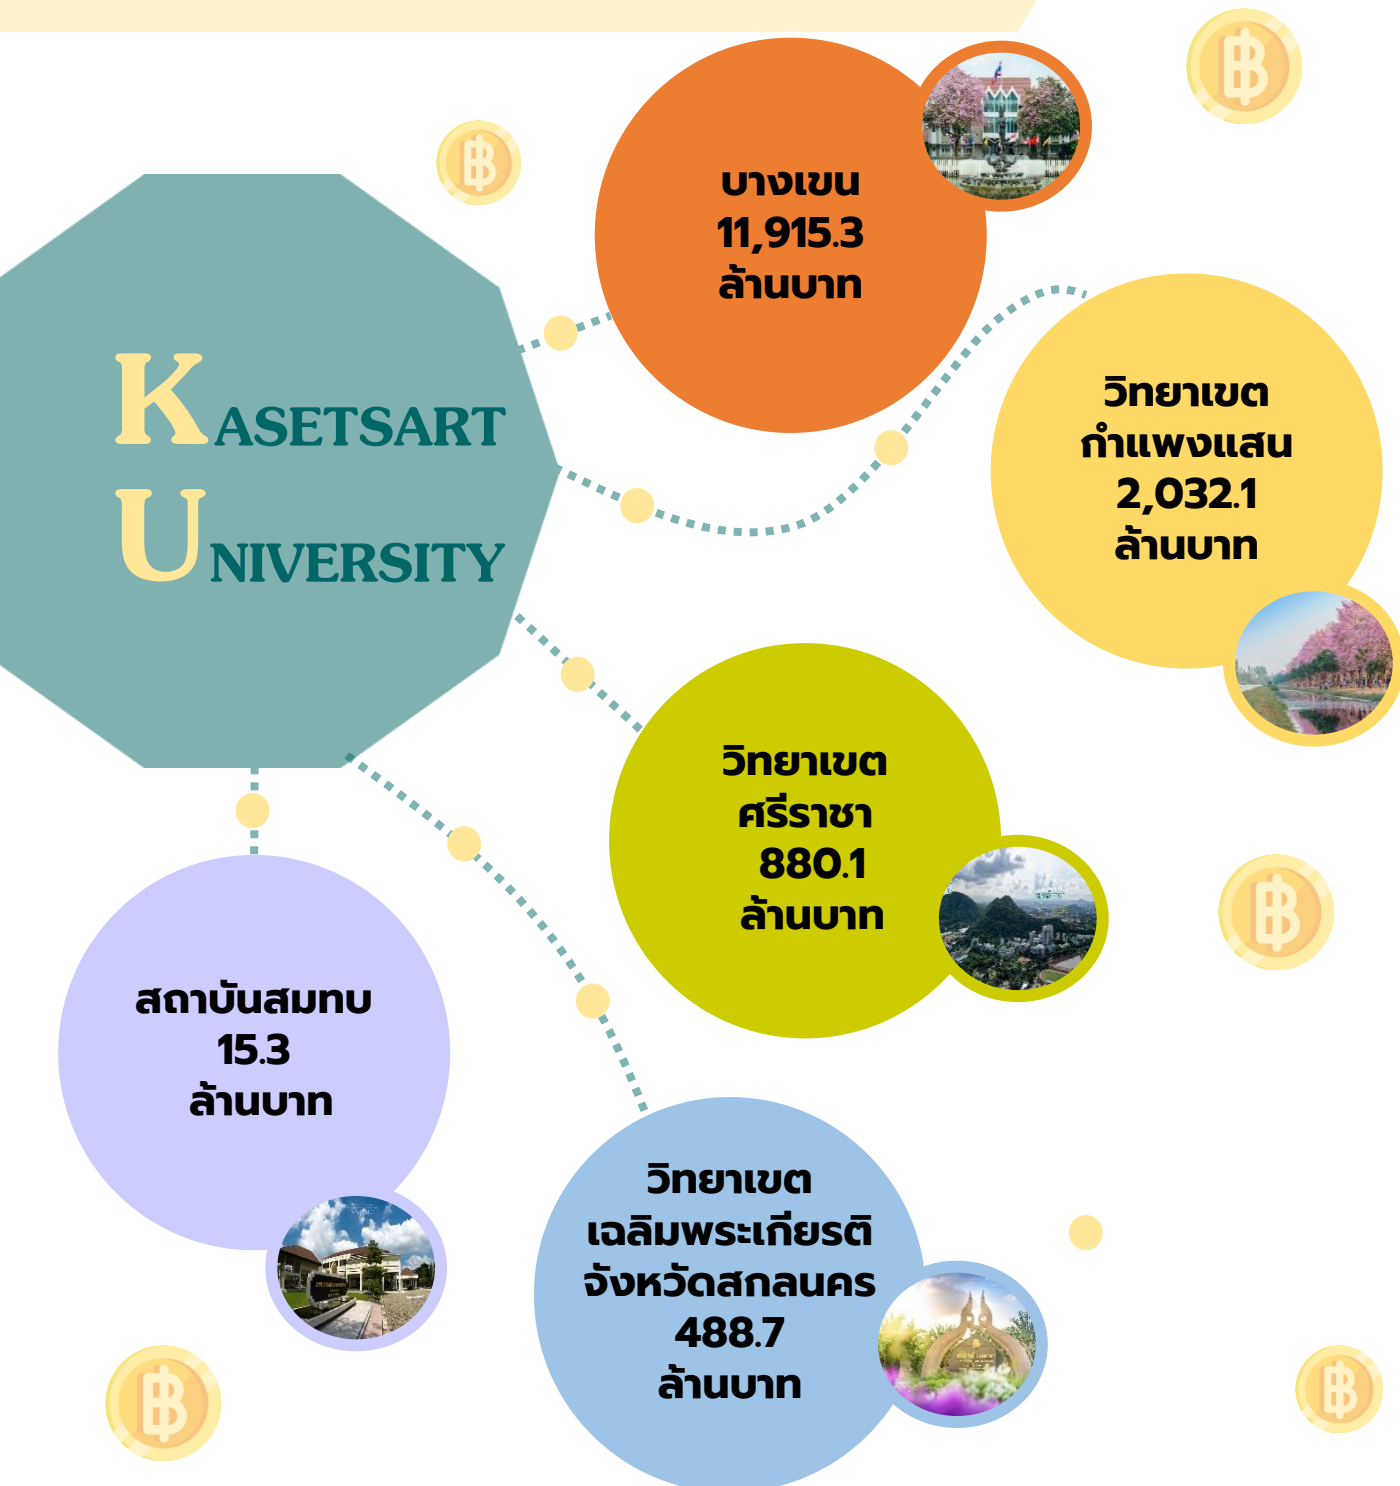 บางเขน
11,915.3
ล้านบาท
KASETSART
UNIVERSITY
วิทยาเขต
กำแพงแสน
2,032.1
ล้านบาท
วิทยาเขต
ศรีราชา
880.1
ล้านบาท
สถาบันสมทบ
15.3
ล้านบาท
วิทยาเขต
เฉลิมพระเกียรติ
จังหวัดสกลนคร
488.7
ล้านบาท